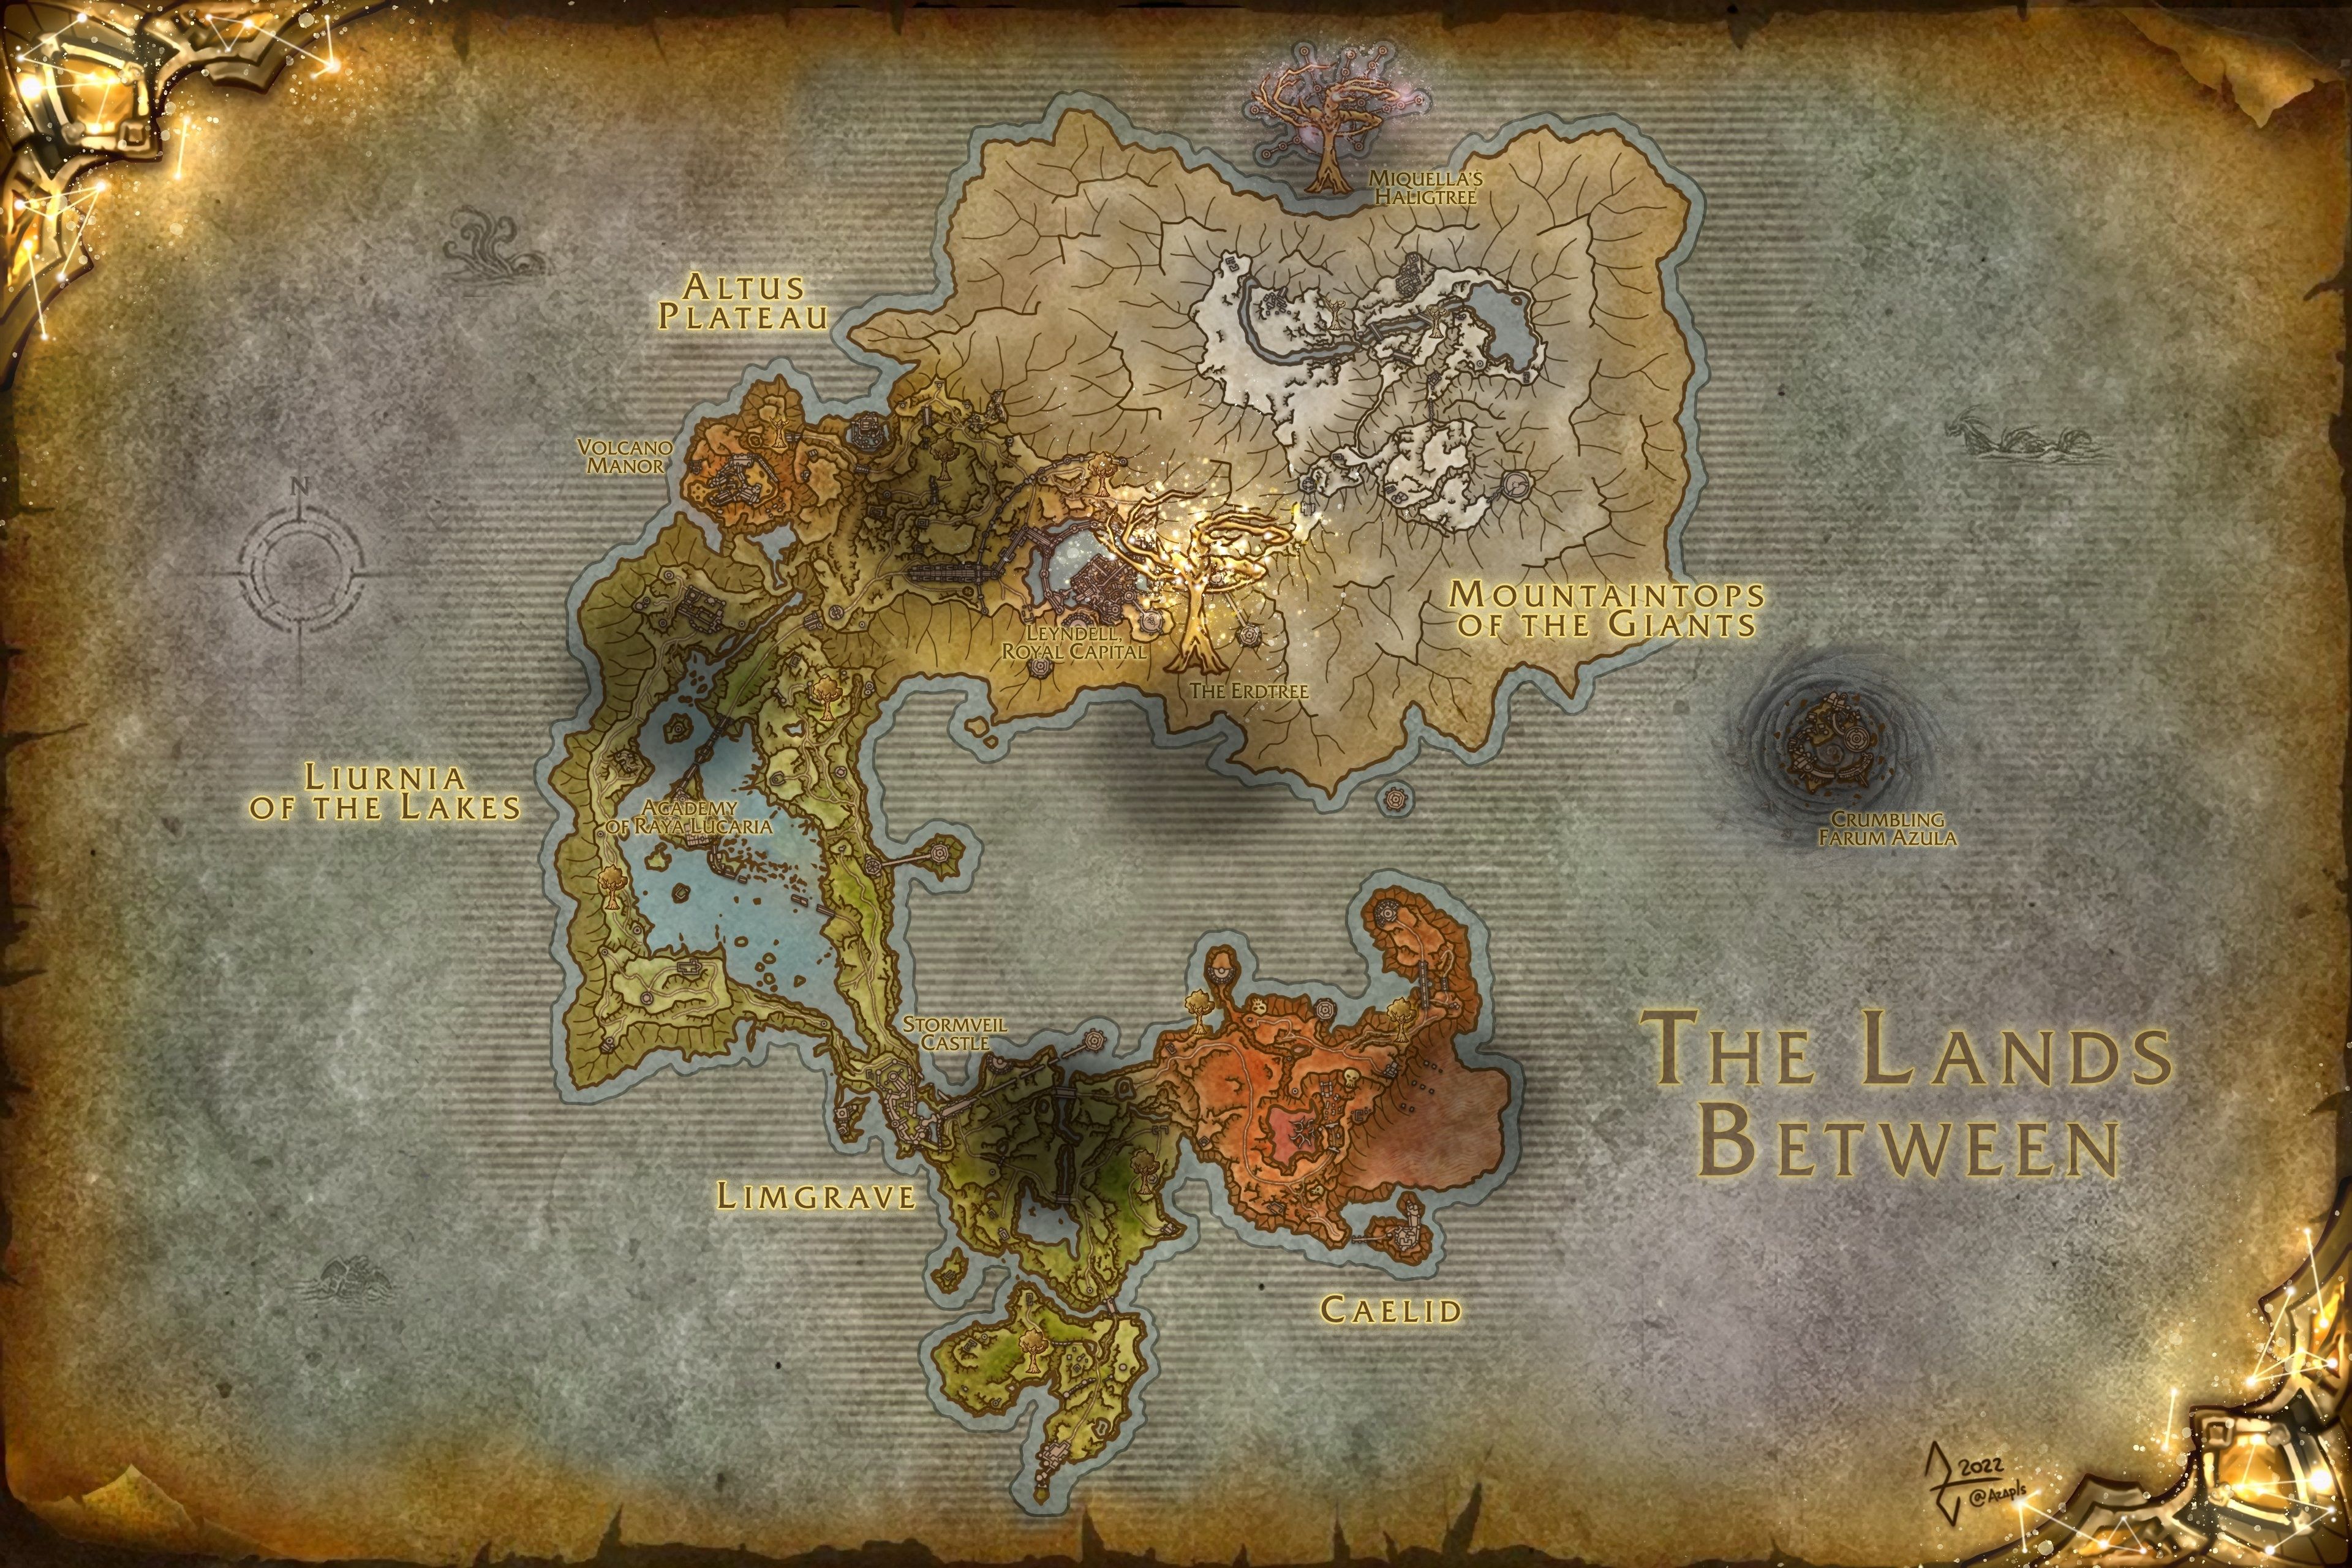 MIQUELLA'S
HALIGTREE
ALTUS
PLATEAU
VOLCANO
MANOR
N
MOUNTAINTOPS
OF THE GIANTS
LEYNDELL,
ROYAL CAPITAL
THE ERDTREE
LIURNIA
OF THE LAKES
ACADEMY
OF RAYA LUCARIA
CRUMBLING
FARUM AZULA
STORMVEIL
CASTLE
THE LANDS
BETWEEN
LIMGRAVE
CAELID
2022
@Azapls